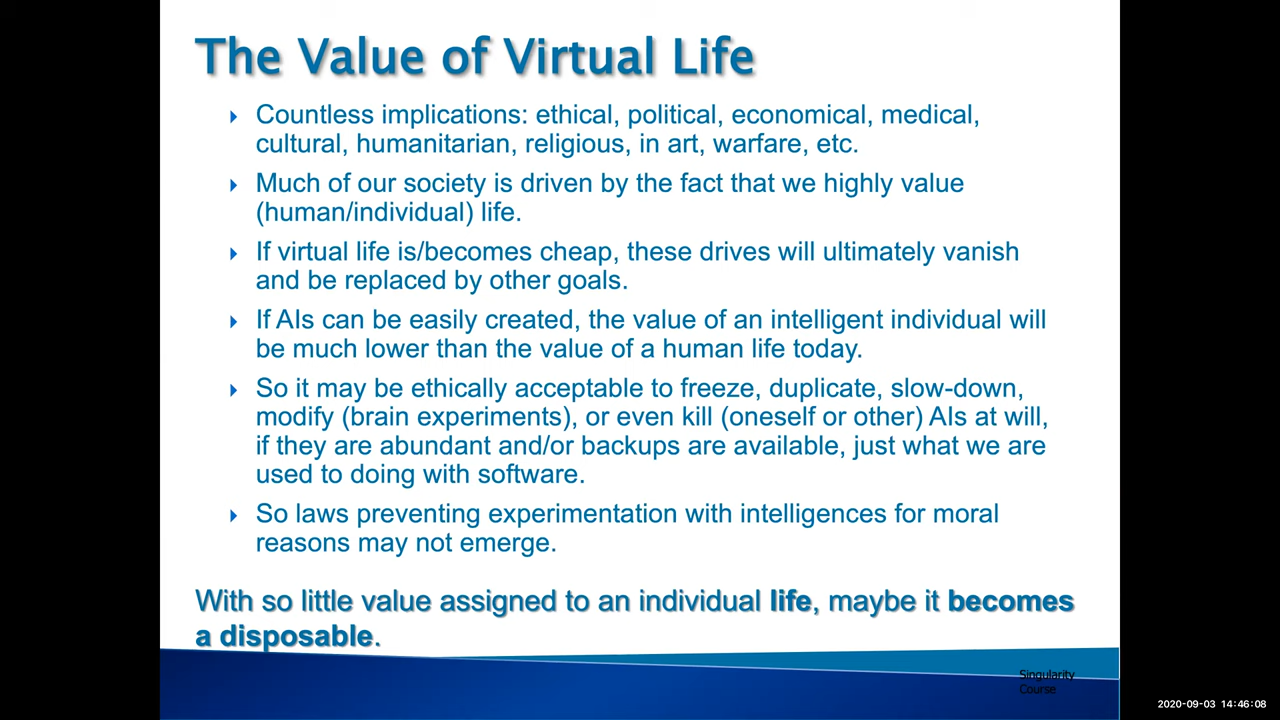 The Value of Virtual Life
Countless implications: ethical, political, economical, medical,
cultural, humanitarian, religious, in art, warfare, etc.
Much of our society is driven by the fact that we highly value
(human/individual) life.
If virtual life is/becomes cheap, these drives will ultimately vanish
and be replaced by other goals.
If AIs can be easily created, the value of an intelligent individual will
be much lower than the value of a human life today.
So it may be ethically acceptable to freeze, duplicate, slow-down,
modify (brain experiments), or even kill (oneself or other) AIs at will,
if they are abundant and/or backups are available, just what we are
used to doing with software.
So laws preventing experimentation with intelligences for moral
reasons may not emerge.
With so little value assigned to an individual life, maybe it becomes
a disposable.
Singularity
Course
2020-09-03 14:46:08